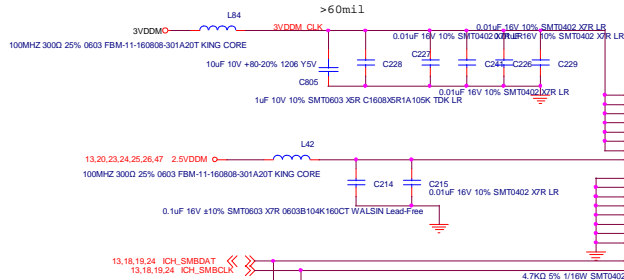 >60mil
L84
3VDDM
3VDDM_CLK
0.01uF 16V 10% SMT0402 X7R LR
0.01uF 16V 10% SMT0402 X7R LR
100MHZ 300Ω 25% 0603 FBM-11-160808-301A20T KING CORE
C227
10uF 10V +80-20% 1206 Y5V
C228
C241
C226
C229
C805
0.01uF 16V 10% SMT0402 X7R LR
1uF 10V 10% SMT0603 X5R C1608X5R1A105K TDK LR
L42
13,20,23,24,25,26,47 2.5VDDM
100MHZ 300Ω 25% 0603 FBM-11-160808-301A20T KING CORE
C214
C215
0.01uF 16V 10% SMT0402 X7R LR
0.1uF 16V ±10% SMT0603 X7R 0603B104K160CT WALSIN Lead-Free
13,18,19,24 ICH_SMBDAT
13,18,19,24 ICH_SMBCLK
4.7KΩ 5% 1/16W SMT0402